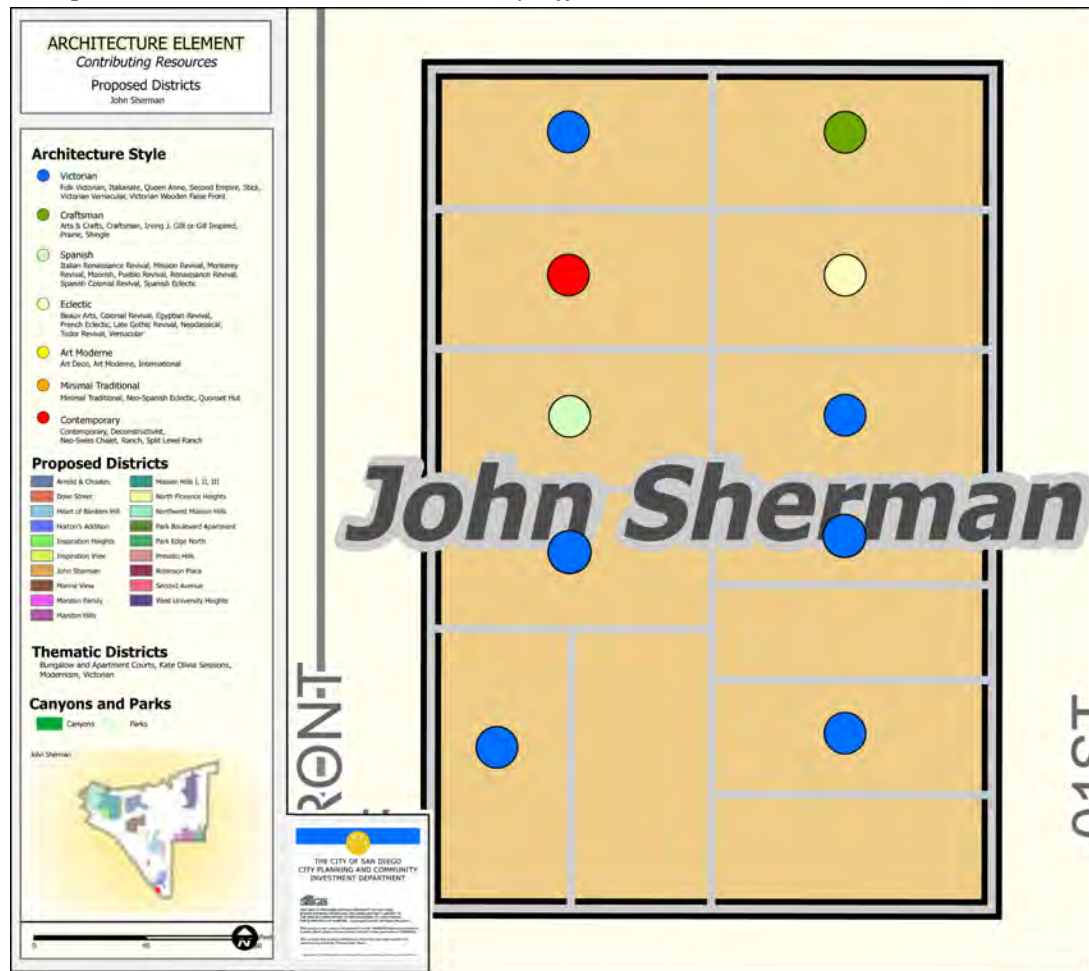 ARCHITECTURE ELEMENT
Contributing Resources
Proposed Districts
John Sherman
Architecture Style
Victorian
Folk Victorian, Italianate, Queen Anne, Second Empire, Stick,
Victorian Vernacular, Victorian Wooden False Front
Craftsman
Arts & Crafts, Craftsman, Irving J. Gill or Gill Inspired,
Prairie, Shingle
Spanish
Italian Renaissance Revival, Mission Revival, Monterey
Revival, Moorish, Pueblo Revival, Renaissance Revival,
Spanish Colonial Revival, Spanish Eclectic
Eclectic
Beaux Arts, Colonial Revival, Egyptian Revival,
French Eclectic, Late Gothic Revival, Neoclassical,
Tudor Revival, Vernacular
Art Moderne
Art Deco, Art Moderne, International
Minimal Traditional
Minimal Traditional, Neo-Spanish Eclectic, Quonset Hut
Contemporary
Contemporary, Deconstructivist,
Neo-Swiss Chalet, Ranch, Split Level Ranch
Proposed Districts
Arnold & Choates
Dove Street
Heart of Bankers Hill
Horton's Addition
Inspiration Heights
Inspiration View
John Sherman
Marine View
Marston Family
Marston Hills
Mission Hills I, II, III
North Florence Heights
Northwest Mission Hills
Park Boulevard Apartment
Park Edge North
Presidio Hills
Robinson Place
Second Avenue
West University Heights
Thematic Districts
Bungalow and Apartment Courts, Kate Olivia Sessions,
Modernism, Victorian
Canyons and Parks
Canyons
Parks
John Sherman
0
N
THE CITY OF SAN DIEGO
CITY PLANNING AND COMMUNITY
INVESTMENT DEPARTMENT
SanGIS
RONT
John Sherman
01ST